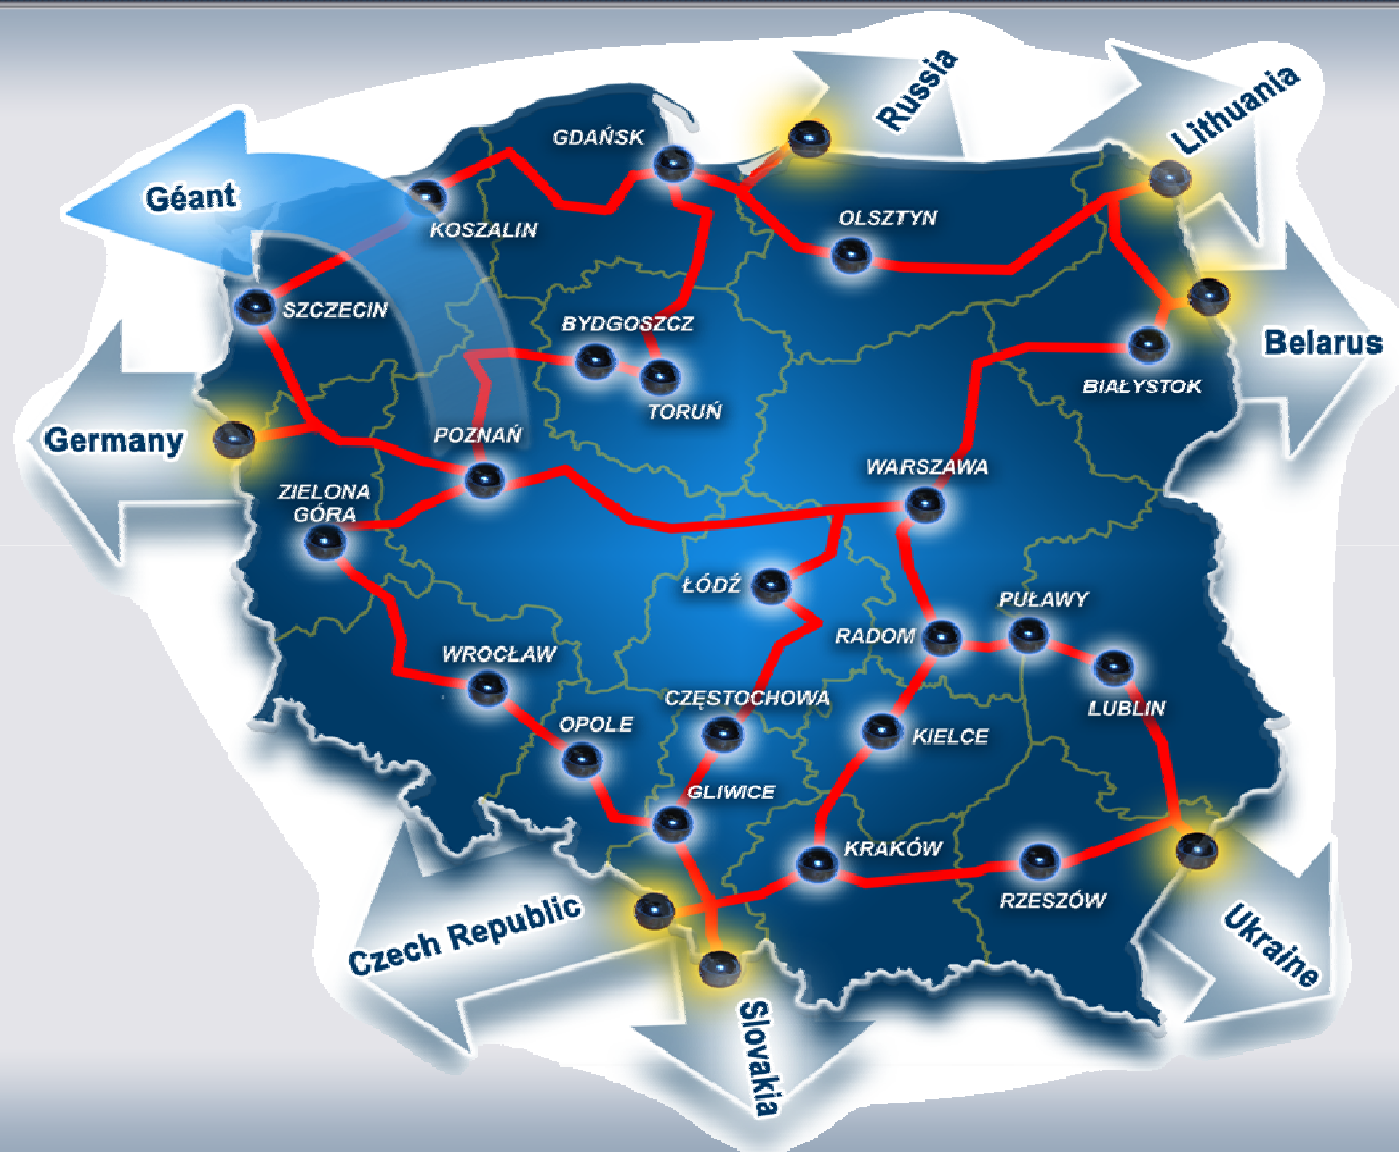 Russia
Lithuania
GDAŃSK
Géant
KOSZALIN
OLSZTYN
SZCZECIN
BYDGOSZCZ
Belarus
BIAŁYSTOK
TORUŃ
Germany
POZNAŃ
WARSZAWA
ZIELONA
GÓRA
ŁÓDŹ
PUŁAWY
RADOM
WROCŁAW
CZĘSTOCHOWA
LUBLIN
OPOLE
KIELCE
GLIWICE
KRAKÓW
RZESZÓW
Czech Republic
Ukraine
Slovakia